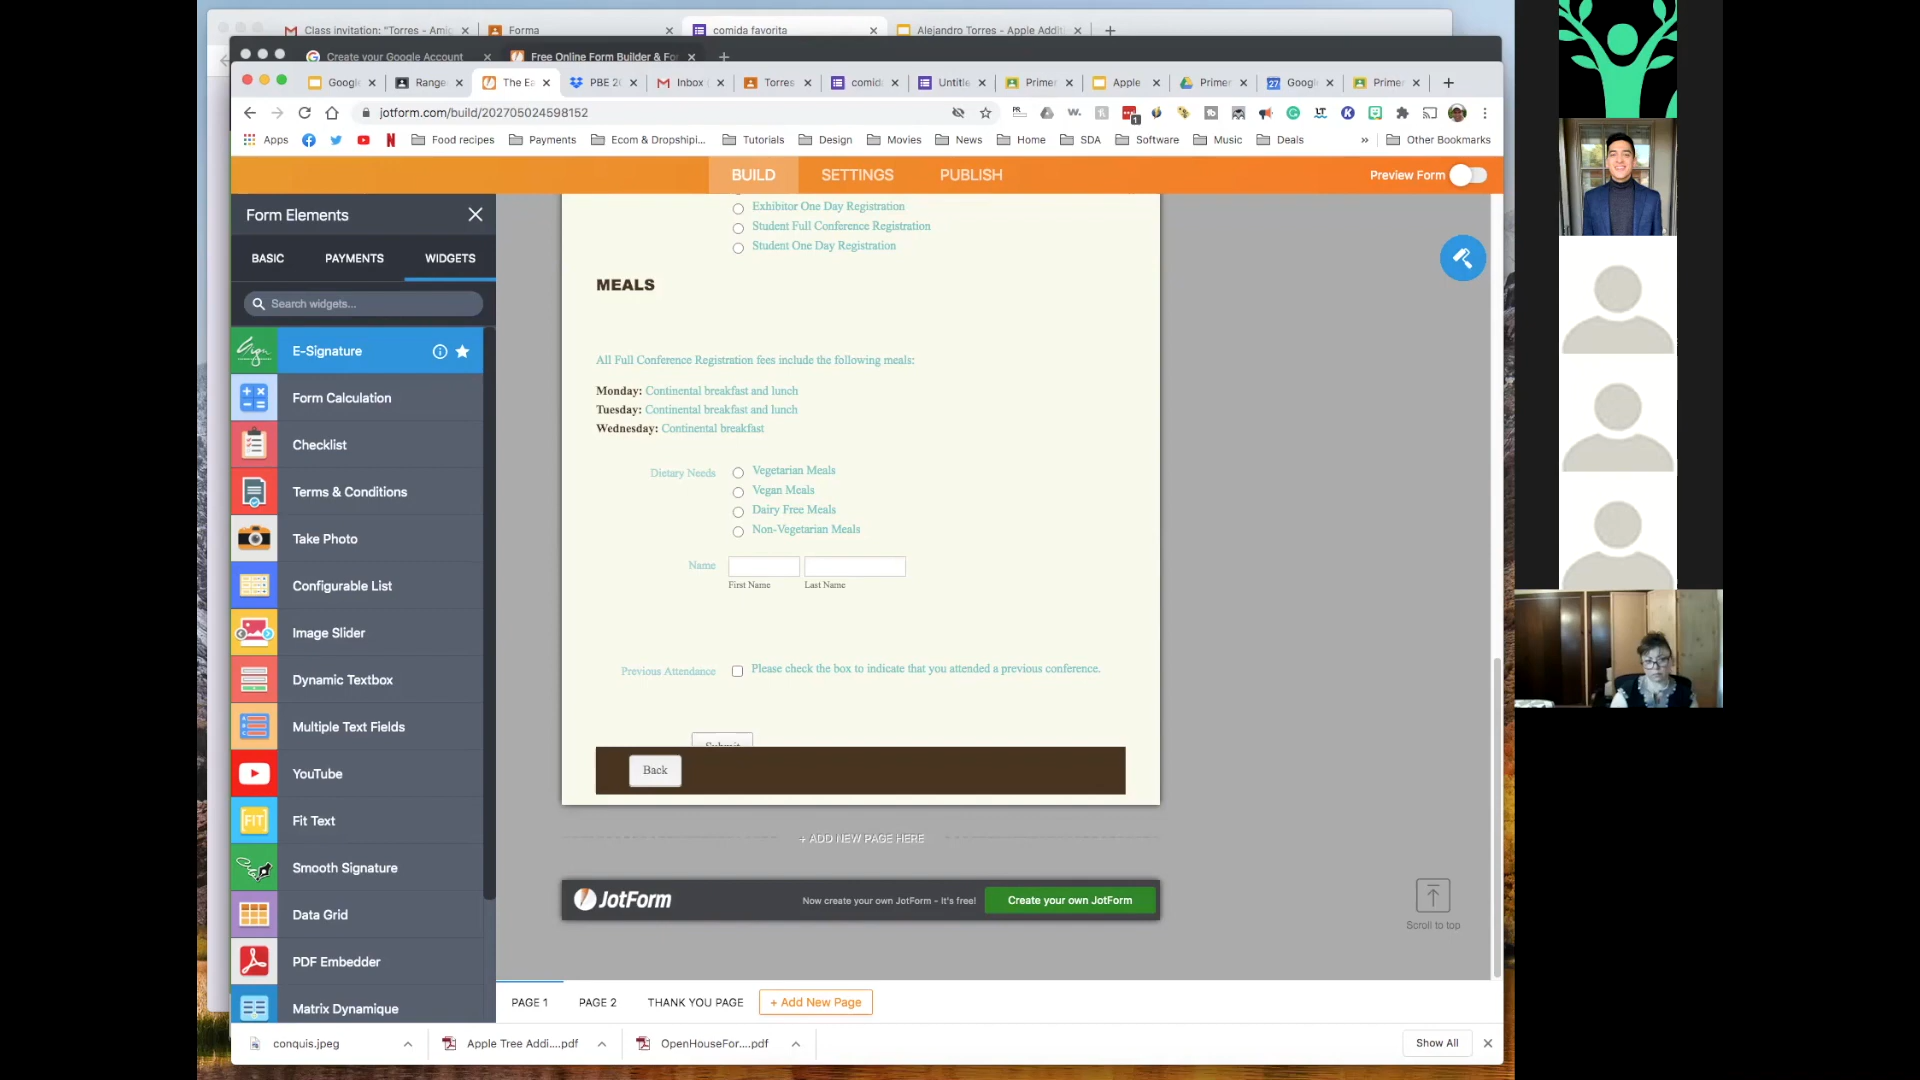 Class invitation: "Torres - Amig
Forma
comida favorita
Alejandro Torres - Apple Addit
Create your Google Account
Free Online Form Builder & Fo
Google
Range
The Ea
PBE 20
Inbox
Torres
comid
Untitle
Primer
Apple
Primer
Google
Primer
jotform.com/build/202705024598152
Apps
Food recipes
Payments
Ecom & Dropshipi...
Tutorials
Design
Movies
News
Home
SDA
Software
Music
Deals
»
Other Bookmarks
BUILD
SETTINGS
PUBLISH
Preview Form
Form Elements
BASIC
PAYMENTS
WIDGETS
Search widgets...
E-Signature
Form Calculation
Checklist
Terms & Conditions
Take Photo
Configurable List
Image Slider
Dynamic Textbox
Multiple Text Fields
YouTube
FIT
Fit Text
Smooth Signature
Data Grid
PDF Embedder
Matrix Dynamique
Exhibitor One Day Registration
Student Full Conference Registration
Student One Day Registration
MEALS
All Full Conference Registration fees include the following meals:
Monday: Continental breakfast and lunch
Tuesday: Continental breakfast and lunch
Wednesday: Continental breakfast
Dietary Needs
Vegetarian Meals
Vegan Meals
Dairy Free Meals
Non-Vegetarian Meals
Name
First Name
Last Name
Previous Attendance
Please check the box to indicate that you attended a previous conference.
Submit
Back
+ ADD NEW PAGE HERE
JotForm
Now create your own JotForm - It's free!
Create your own JotForm
Scroll to top
PAGE 1
PAGE 2
THANK YOU PAGE
+ Add New Page
conquis.jpeg
Apple Tree Addi....pdf
OpenHouseFor....pdf
Show All